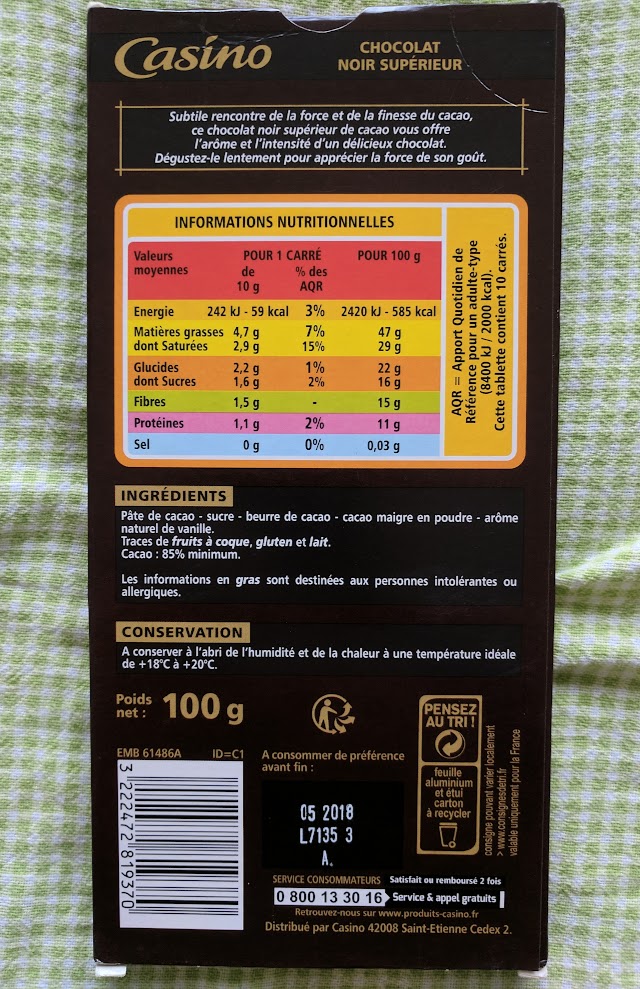 Casino
CHOCOLAT
NOIR SUPÉRIEUR
Subtile rencontre de la force et de la finesse du cacao,
ce chocolat noir supérieur de cacao vous offre
l'arôme et l'intensité d'un délicieux chocolat.
Dégustez-le lentement pour apprécier la force de son goût.
INFORMATIONS NUTRITIONNELLES
Valeurs moyennes POUR 1 CARRÉ POUR 100 g
de 10 g % des AQR
Energie 242 kJ - 59 kcal 3% 2420 kJ - 585 kcal
Matières grasses 4,7 g 7% 47 g
dont Saturées 2,9 g 15% 29 g
Glucides 2,2 g 1% 22 g
dont Sucres 1,6 g 2% 16 g
Fibres 1,5 g - 15 g
Protéines 1,1 g 2% 11 g
Sel 0 g 0% 0,03 g
AQR = Apport Quotidien de
Référence pour un adulte-type
(8400 kJ / 2000 kcal).
Cette tablette contient 10 carrés.
INGRÉDIENTS
Pâte de cacao - sucre - beurre de cacao - cacao maigre en poudre - arôme
naturel de vanille.
Traces de fruits à coque, gluten et lait.
Cacao : 85% minimum.
Les informations en gras sont destinées aux personnes intolérantes ou
allergiques.
CONSERVATION
A conserver à l'abri de l'humidité et de la chaleur à une température idéale
de +18°C à +20°C.
Poids
net : 100 g
PENSEZ
AU TRI !
feuille
aluminium
et étui
carton
à recycler
consigne pouvant varier localement
> www.consignesdetri.fr
valable uniquement pour la France
EMB 61486A ID=C1
3 222472 819370
A consommer de préférence
avant fin :
05 2018
L7135 3
A.
SERVICE CONSOMMATEURS Satisfait ou remboursé 2 fois
0 800 13 30 16 Service & appel gratuits
Retrouvez-nous sur www.produits-casino.fr
Distribué par Casino 42008 Saint-Etienne Cedex 2.